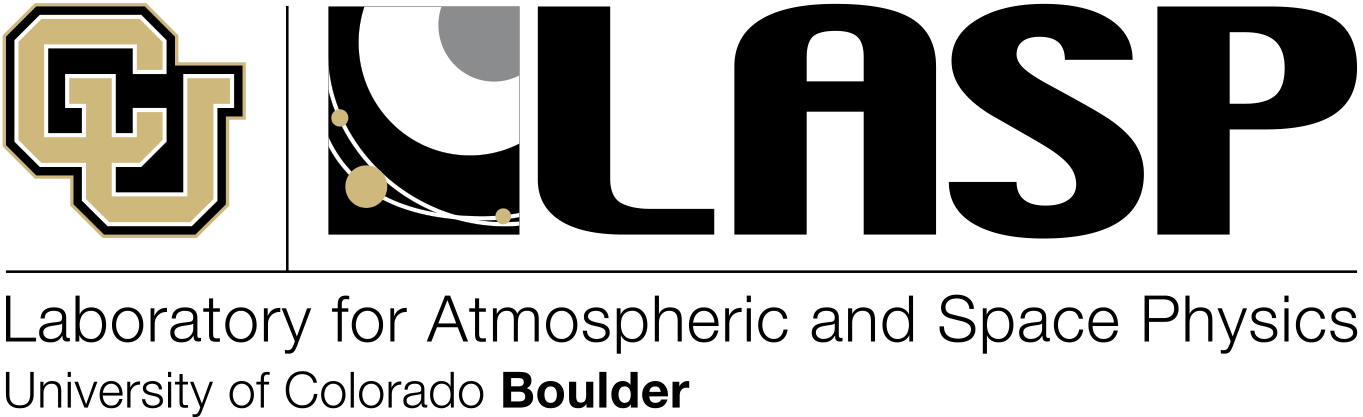 CU LASP
Laboratory for Atmospheric and Space Physics
University of Colorado Boulder